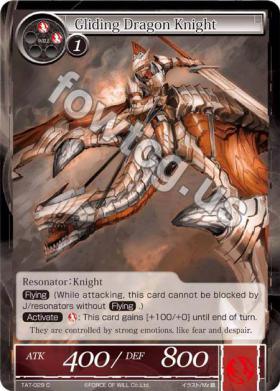 Gliding Dragon Knight
1
fowtcg.us
Resonator: Knight
Flying (While attacking, this card cannot be blocked by
J/resonators without Flying.)
Activate : This card gains [+100/+0] until end of turn.
They are controlled by strong emotions, like fear and despair.
ATK 400/ DEF 800
TAT-029 C ©FORCE OF WILL Co.Ltd.